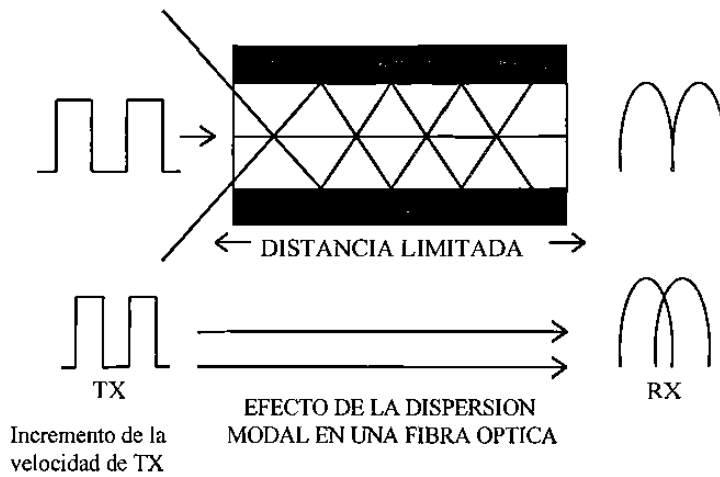 DISTANCIA LIMITADA
TX
RX
EFECTO DE LA DISPERSION
MODAL EN UNA FIBRA OPTICA
Incremento de la
velocidad de TX